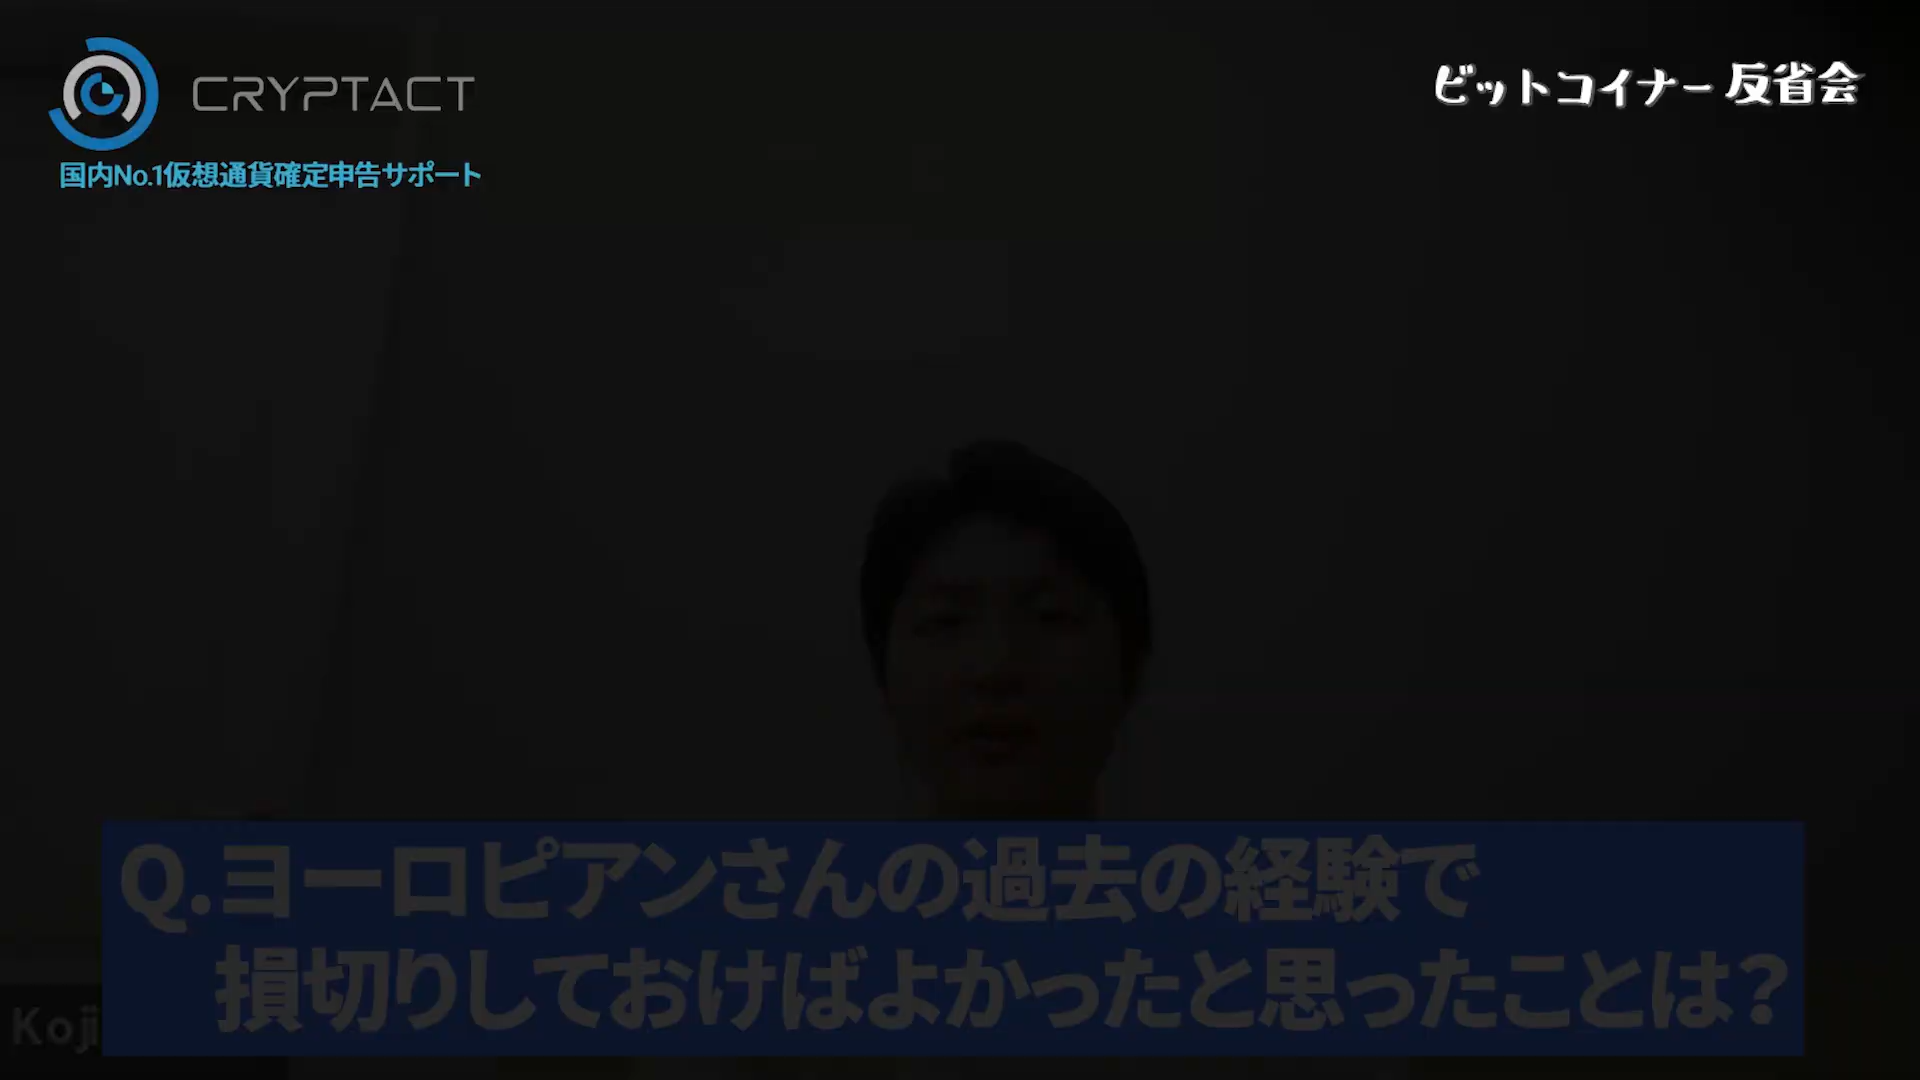 CRYPTACT
国内No.1仮想通貨確定申告サポート
ビットコイナー反省会
Q.ヨーロピアンさんの過去の経験で
損切りしておけばよかったと思ったことは？
Koji